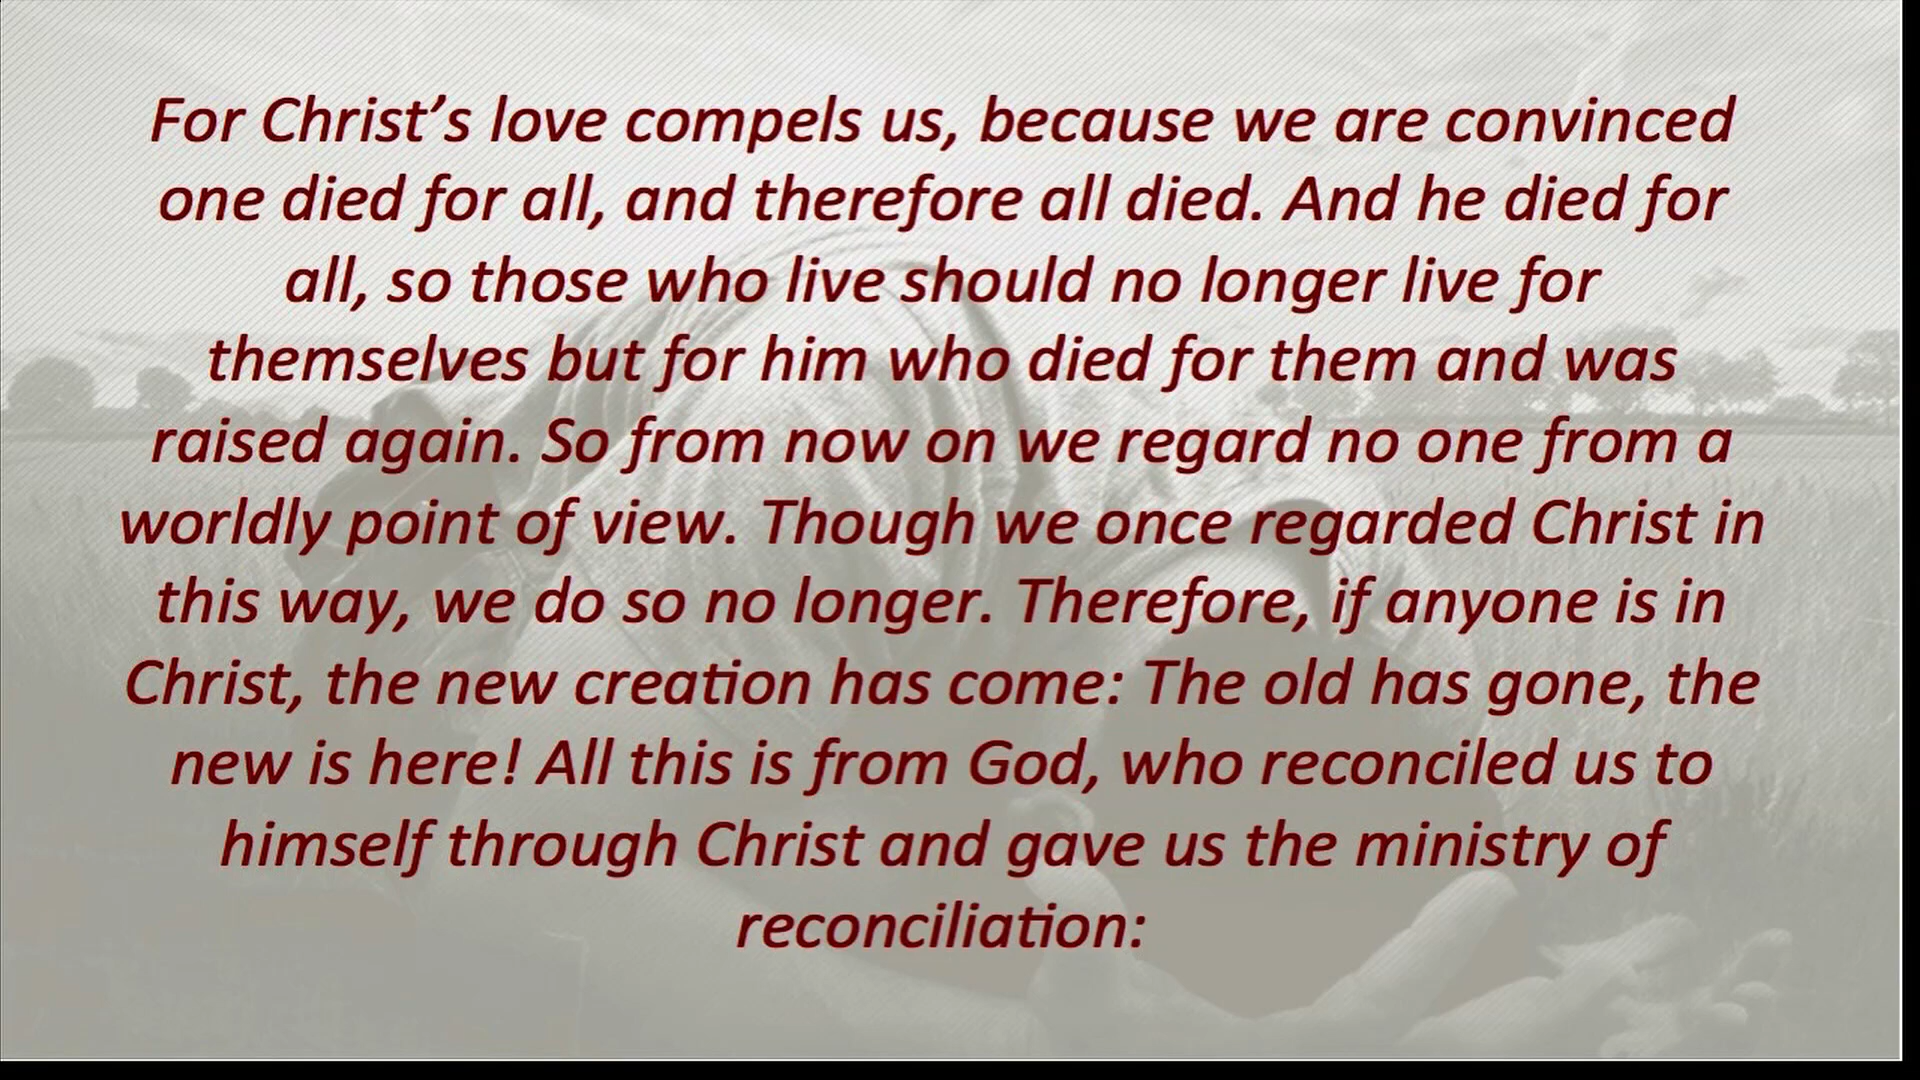 For Christ’s love compels us, because we are convinced
one died for all, and therefore all died. And he died for
all, so those who live should no longer live for
themselves but for him who died for them and was
raised again. So from now on we regard no one from a
worldly point of view. Though we once regarded Christ in
this way, we do so no longer. Therefore, if anyone is in
Christ, the new creation has come: The old has gone, the
new is here! All this is from God, who reconciled us to
himself through Christ and gave us the ministry of
reconciliation: